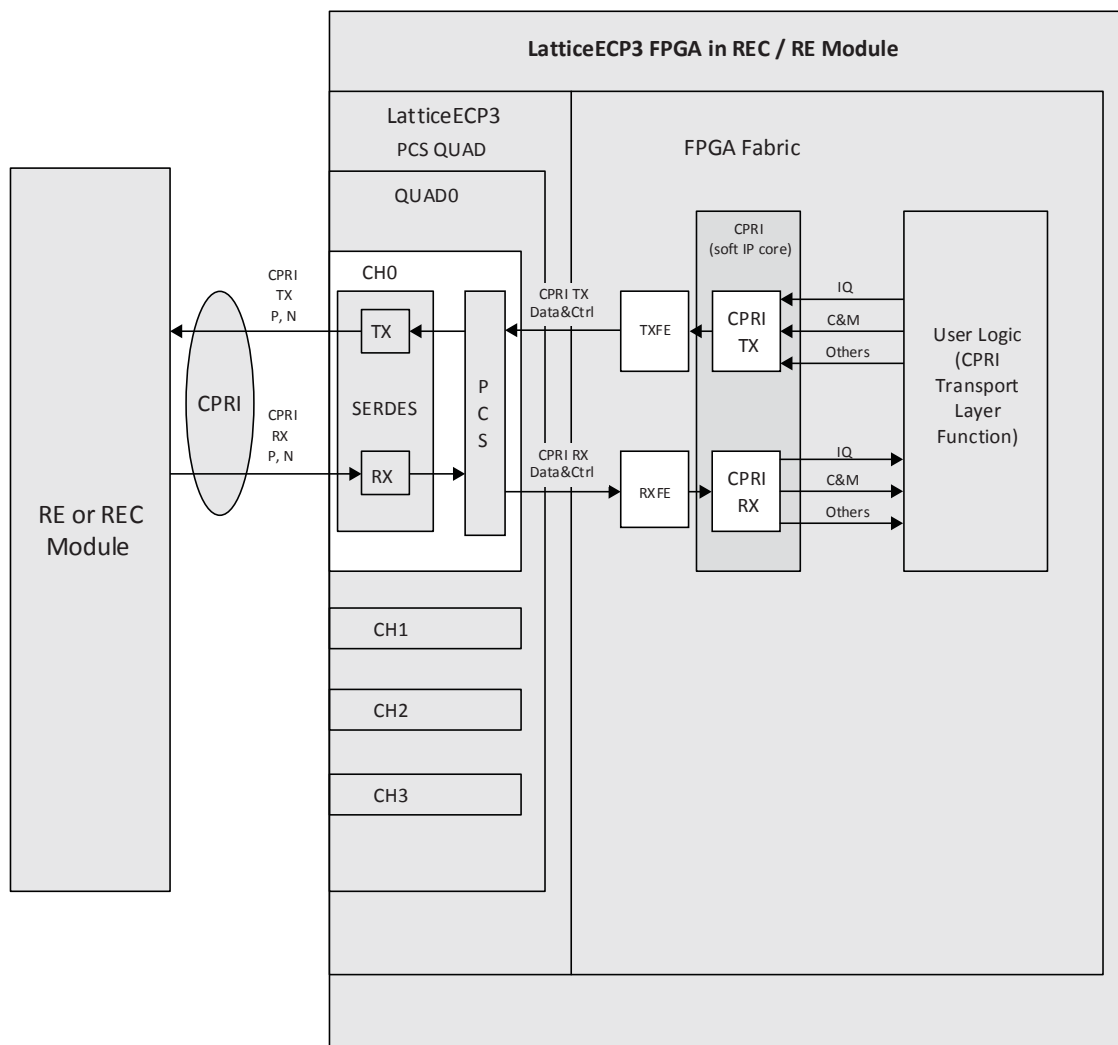 LatticeECP3 FPGA in REC / RE Module
LatticeECP3
PCS QUAD
FPGA Fabric
QUAD0
CPRI
(soft IP core)
CH0
CPRI
TX
P, N
CPRI TX
Data&Ctrl
TX
TXFE
CPRI
TX
IQ
C&M
Others
User Logic
(CPRI
Transport
Layer
Function)
CPRI
SERDES
P
C
S
CPRI
RX
P, N
CPRI RX
Data&Ctrl
RX
RXFE
CPRI
RX
IQ
C&M
Others
RE or REC
Module
CH1
CH2
CH3